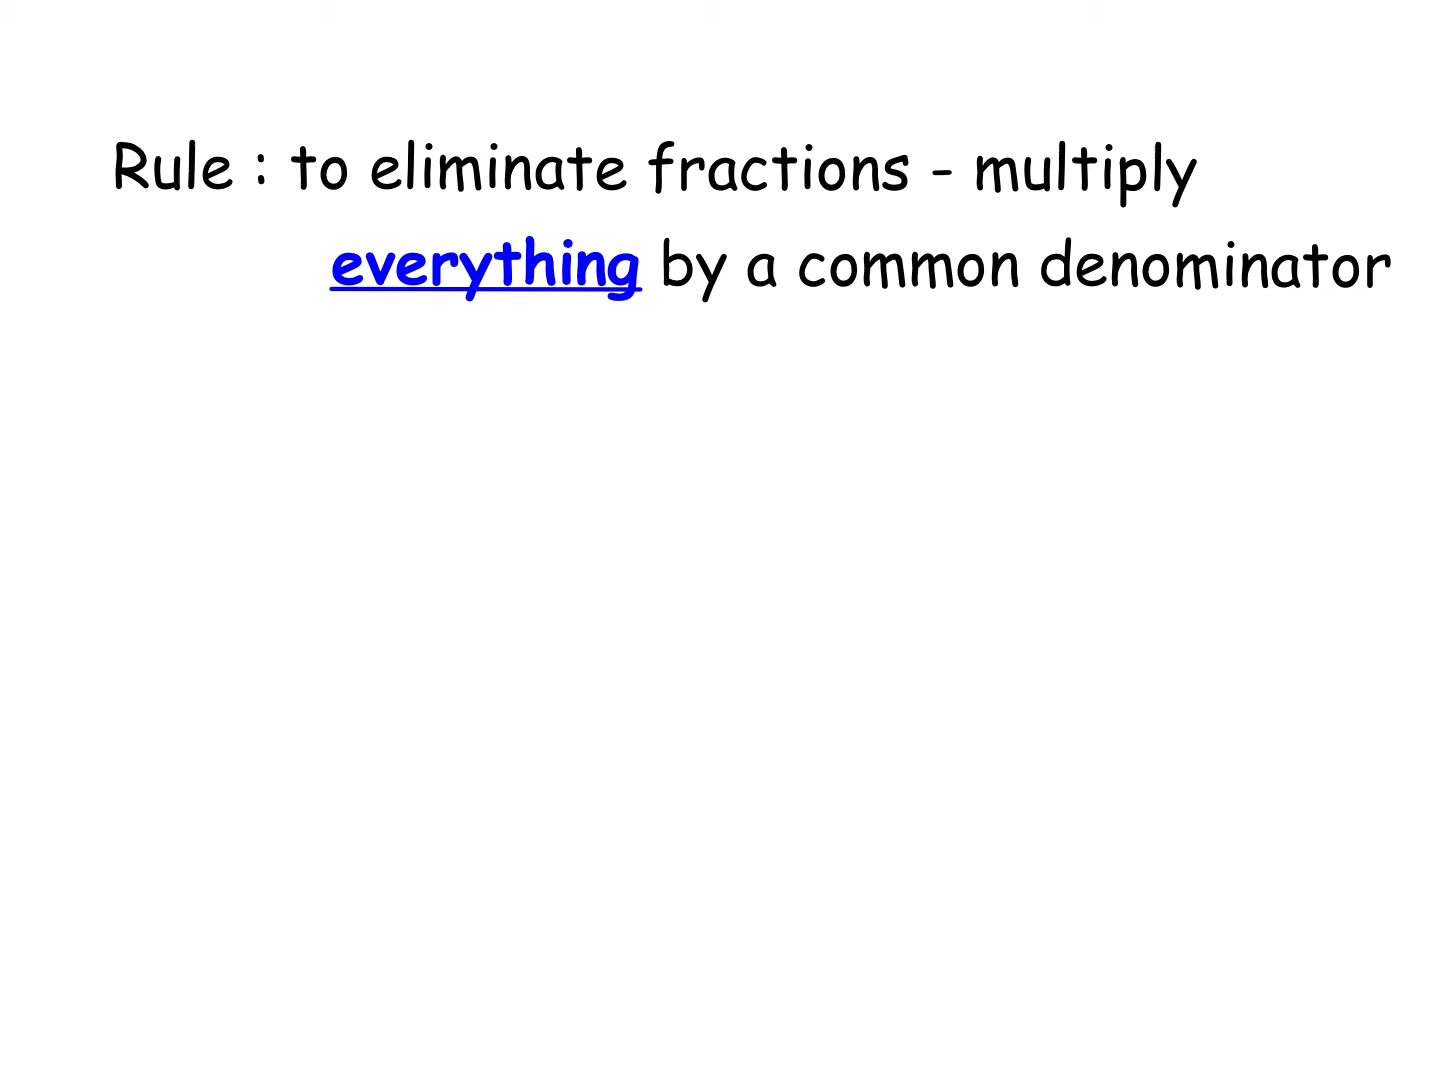 Rule : to eliminate fractions - multiply
everything by a common denominator